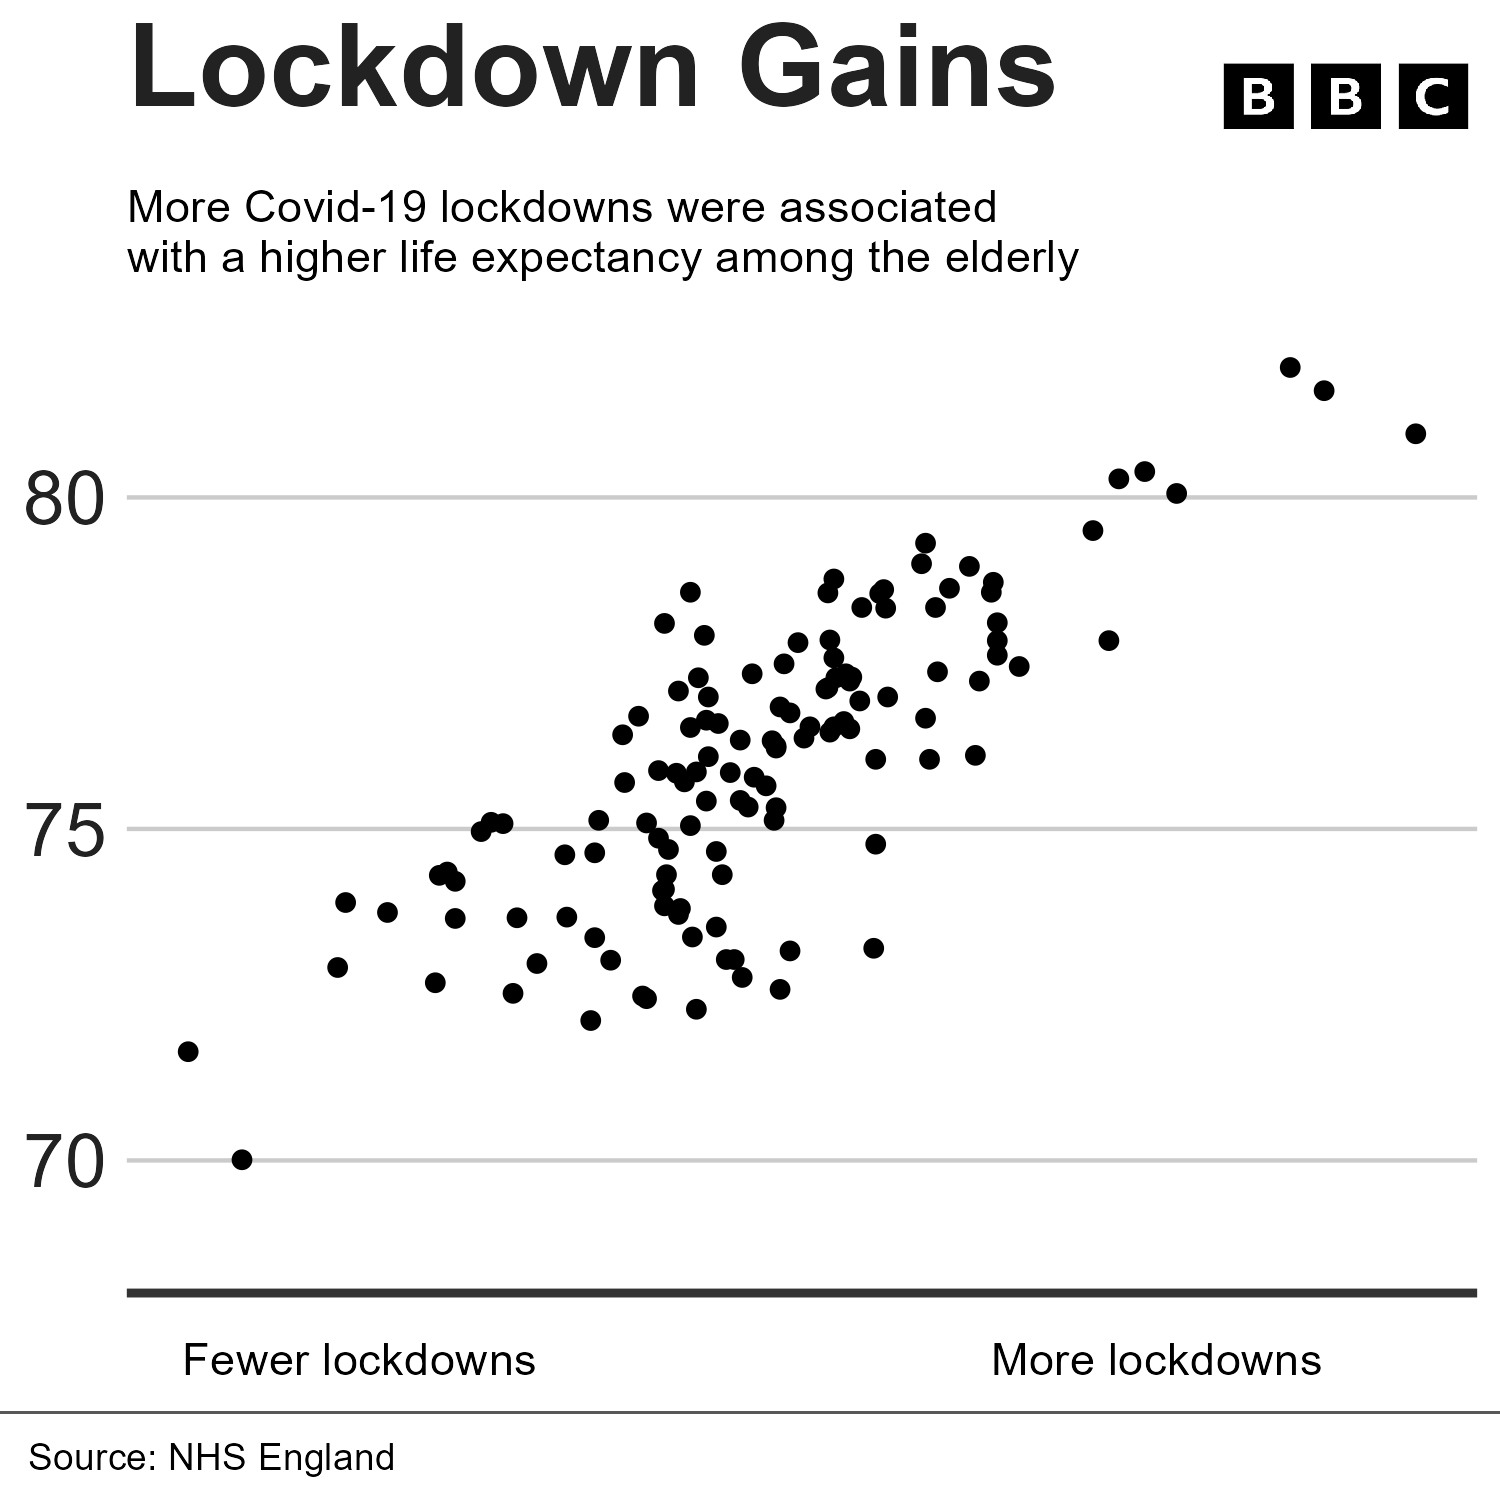 Lockdown Gains
BBC
More Covid-19 lockdowns were associated
with a higher life expectancy among the elderly
80
75
70
Fewer lockdowns
More lockdowns
Source: NHS England